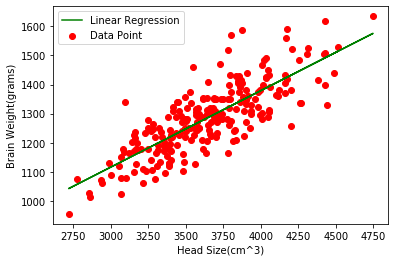 Linear Regression
Data Point
1600
1500
1400
1300
1200
1100
1000
Brain Weight(grams)
2750 3000 3250 3500 3750 4000 4250 4500 4750
Head Size(cm^3)